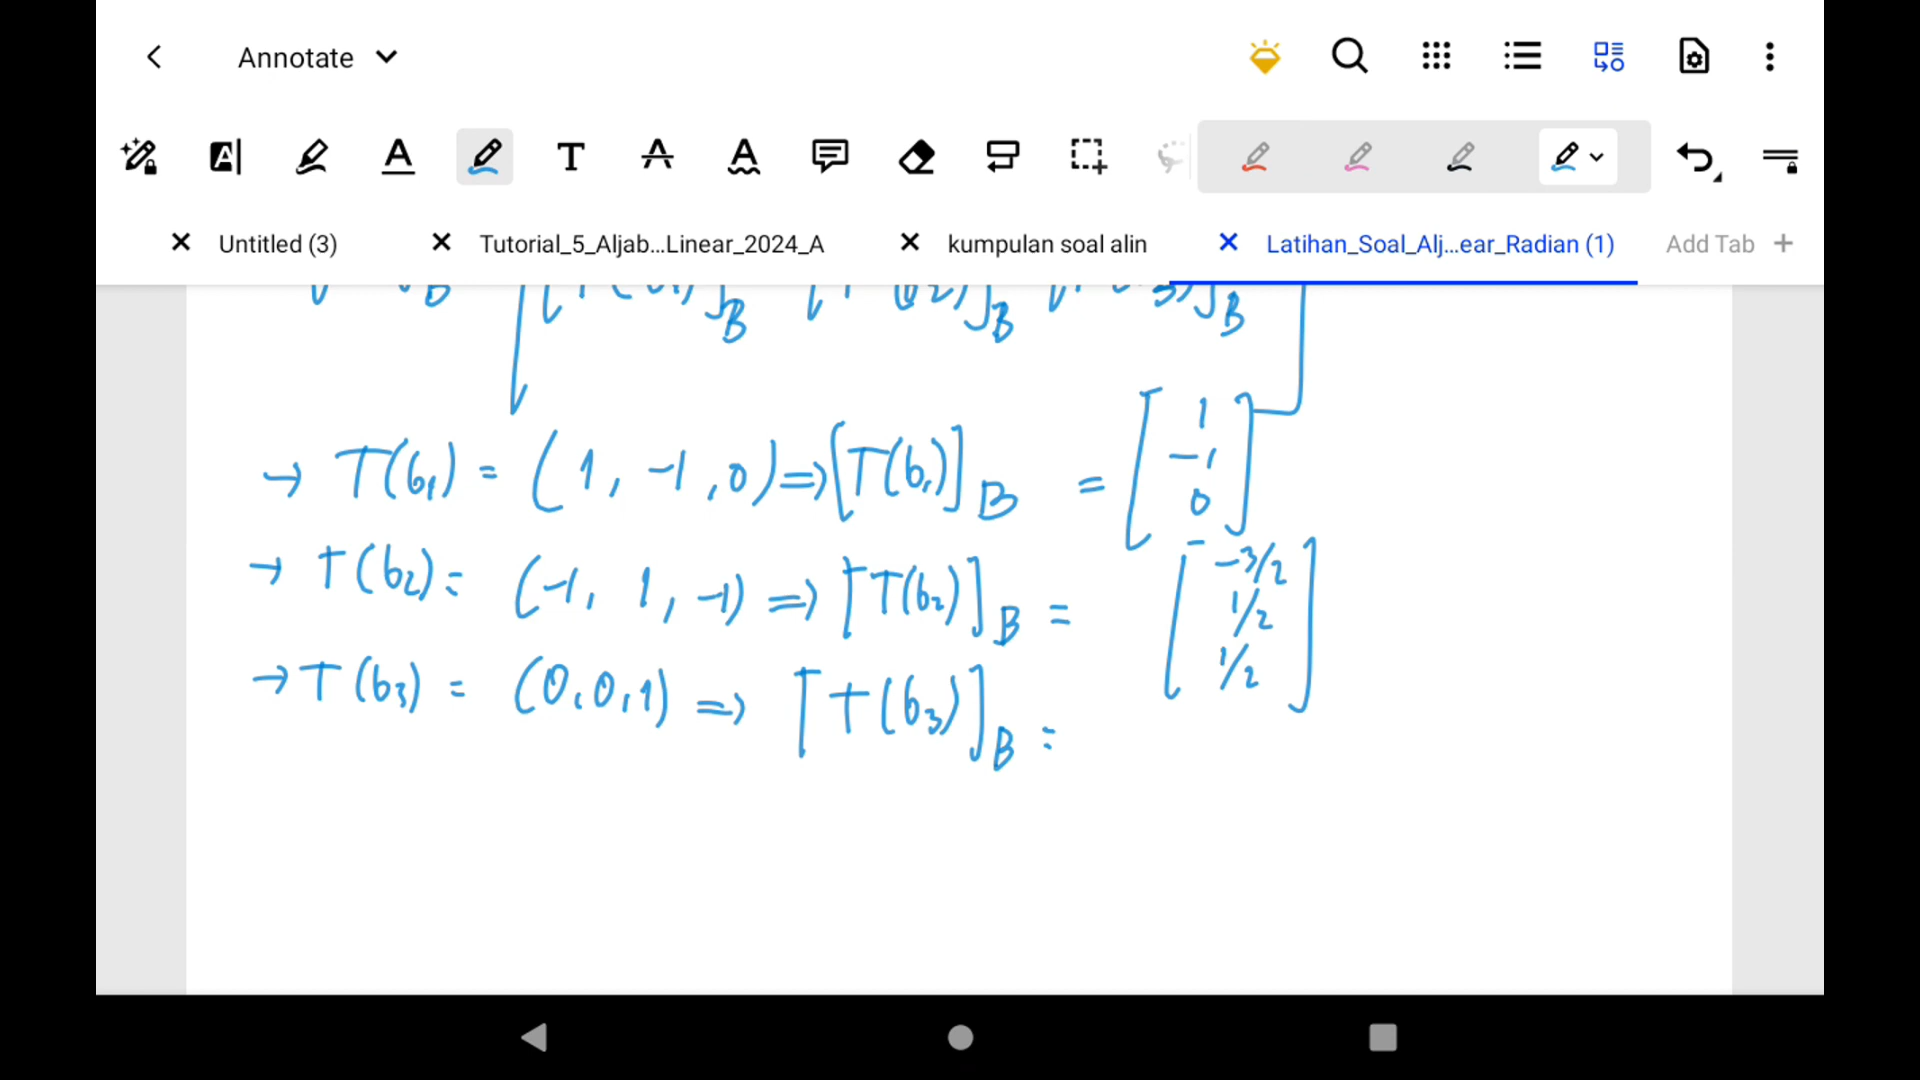 Annotate
Untitled (3)
Tutorial_5_Aljab...Linear_2024_A
kumpulan soal alin
Latihan_Soal_Alj...ear_Radian (1)
Add Tab +
→ T(b₁) = (1, -1, 0) ⇒ [T(b₁)]_B = [1 -1 0]
→ T(b₂) = (-1, 1, -1) ⇒ [T(b₂)]_B = [-3/2 1/2 1/2]
→ T(b₃) = (0, 0, 1) ⇒ [T(b₃)]_B =